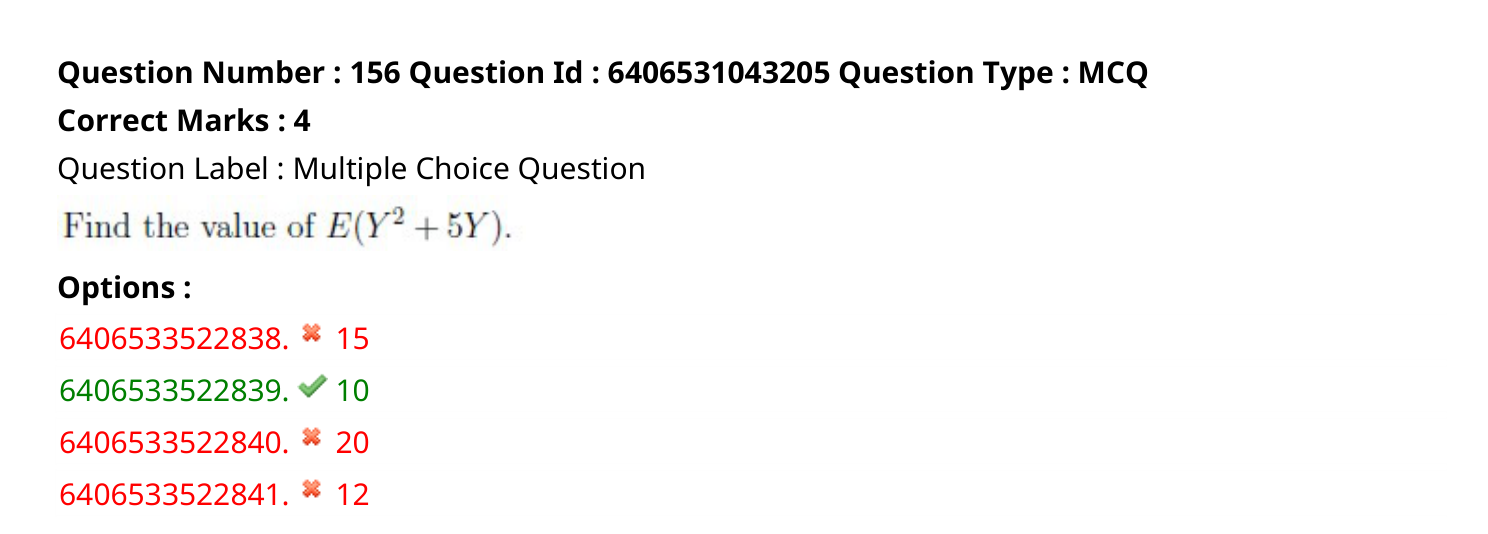 Question Number : 156 Question Id : 6406531043205 Question Type : MCQ
Correct Marks : 4
Question Label : Multiple Choice Question
Find the value of E(Y² + 5Y).
Options :
6406533522838. ✖ 15
6406533522839. ✔ 10
6406533522840. ✖ 20
6406533522841. ✖ 12